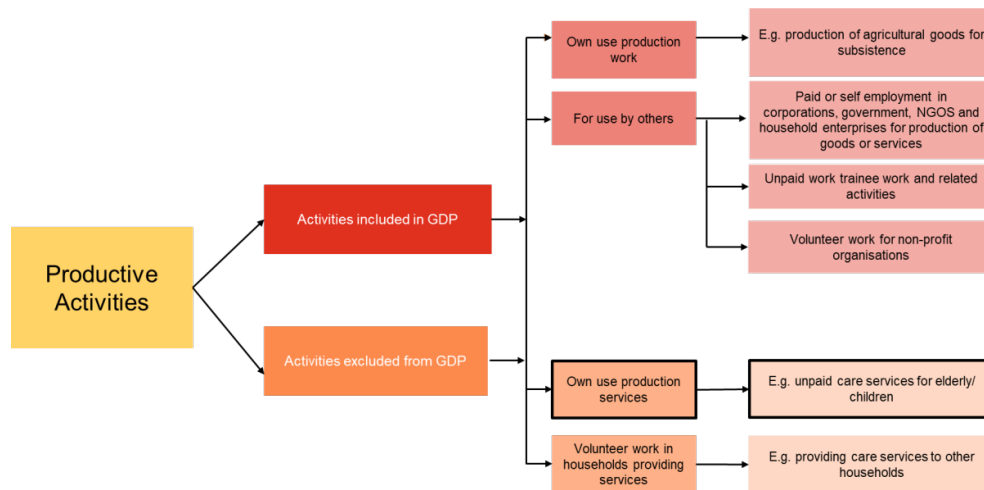 Productive
Activities
Activities included in GDP
Activities excluded from GDP
Own use production
work
E.g. production of agricultural goods for
subsistence
For use by others
Paid or self employment in
corporations, government, NGOS and
household enterprises for production of
goods or services
Unpaid work trainee work and related
activities
Volunteer work for non-profit
organisations
Own use production
services
E.g. unpaid care services for elderly/
children
Volunteer work in
households providing
services
E.g. providing care services to other
households